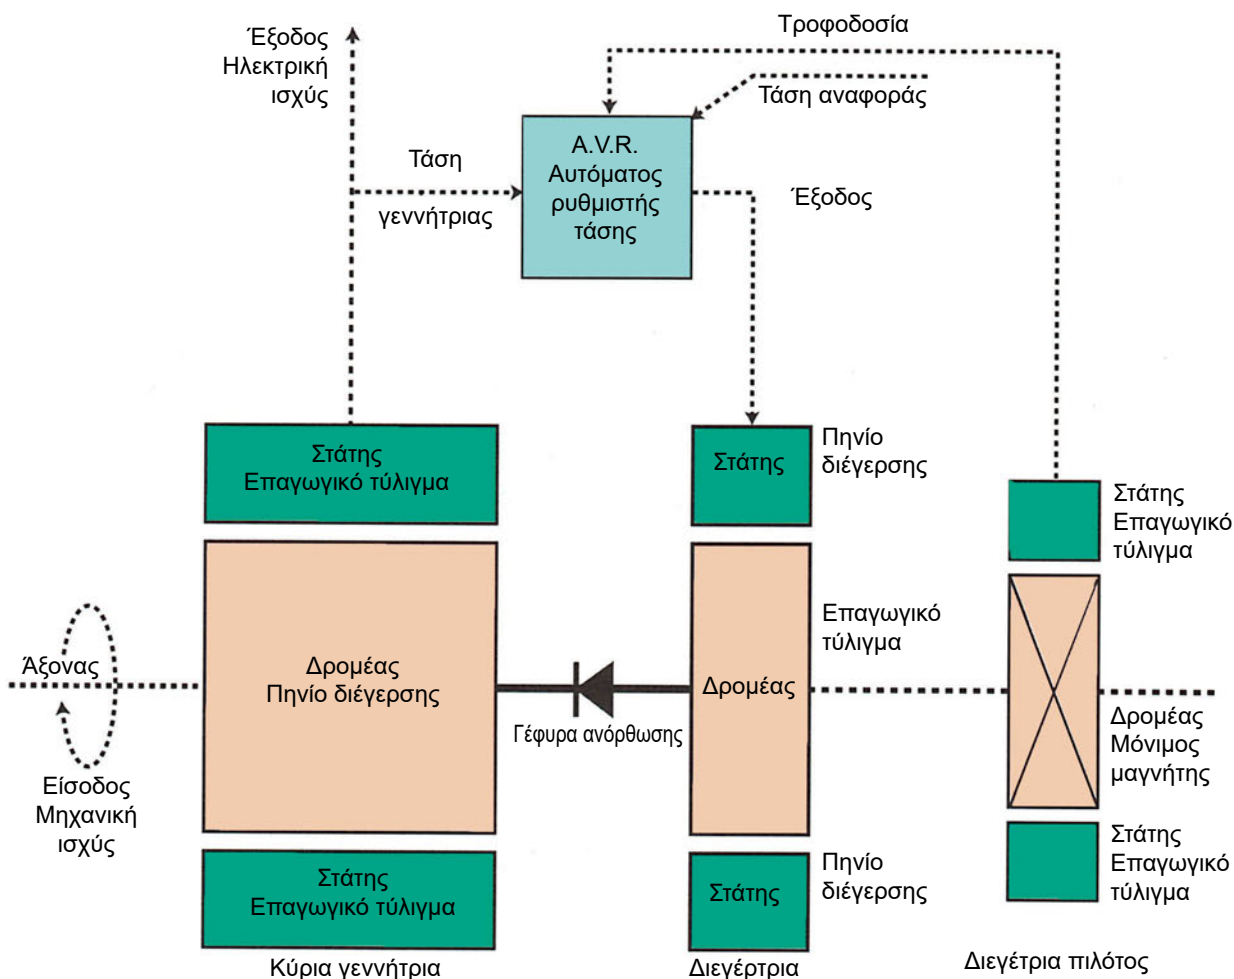 Τροφοδοσία
Έξοδος
Ηλεκτρική
ισχύς
Τάση αναφοράς
A.V.R.
Αυτόματος
ρυθμιστής
τάσης
Τάση
γεννήτριας
Έξοδος
Στάτης
Επαγωγικό τύλιγμα
Στάτης
Πηνίο
διέγερσης
Στάτης
Επαγωγικό
τύλιγμα
Άξονας
Δρομέας
Πηνίο διέγερσης
Γέφυρα ανόρθωσης
Δρομέας
Επαγωγικό
τύλιγμα
Δρομέας
Μόνιμος
μαγνήτης
Είσοδος
Μηχανική
ισχύς
Στάτης
Επαγωγικό τύλιγμα
Στάτης
Πηνίο
διέγερσης
Στάτης
Επαγωγικό
τύλιγμα
Κύρια γεννήτρια
Διεγέρτρια
Διεγέτρια πιλότος